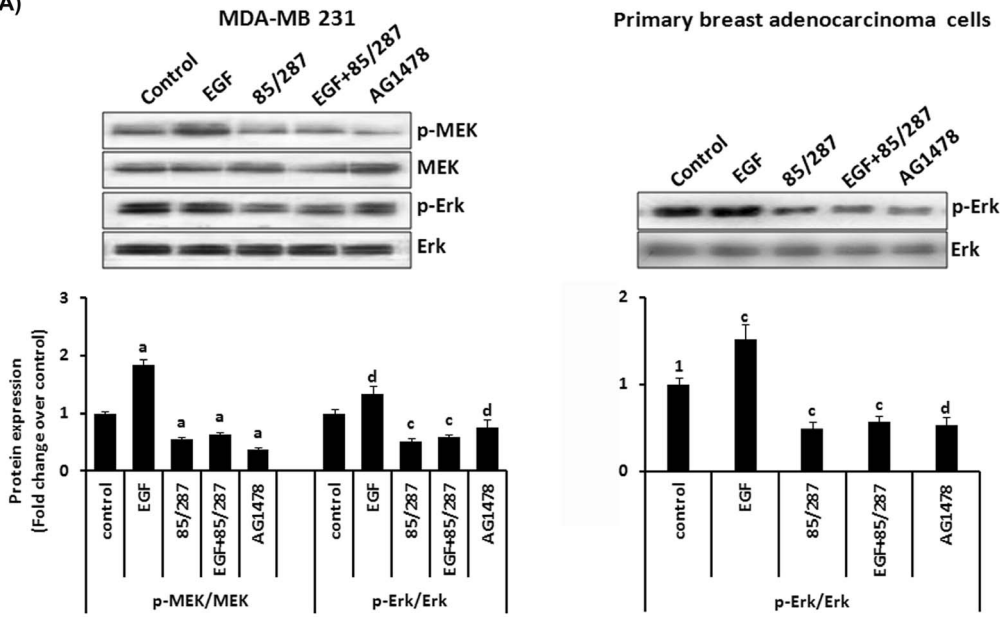 A)
MDA-MB 231
Control EGF 85/287 EGF+85/287 AG1478
p-MEK
MEK
p-Erk
Erk
Protein expression
(Fold change over control)
3
2
1
0
a
a
a
a
d
c
c
d
control EGF 85/287 EGF+85/287 AG1478 control EGF 85/287 EGF+85/287 AG1478
p-MEK/MEK p-Erk/Erk
Primary breast adenocarcinoma cells
Control EGF 85/287 EGF+85/287 AG1478
p-Erk
Erk
2
1
0
1
c
c
c
d
control EGF 85/287 EGF+85/287 AG1478
p-Erk/Erk